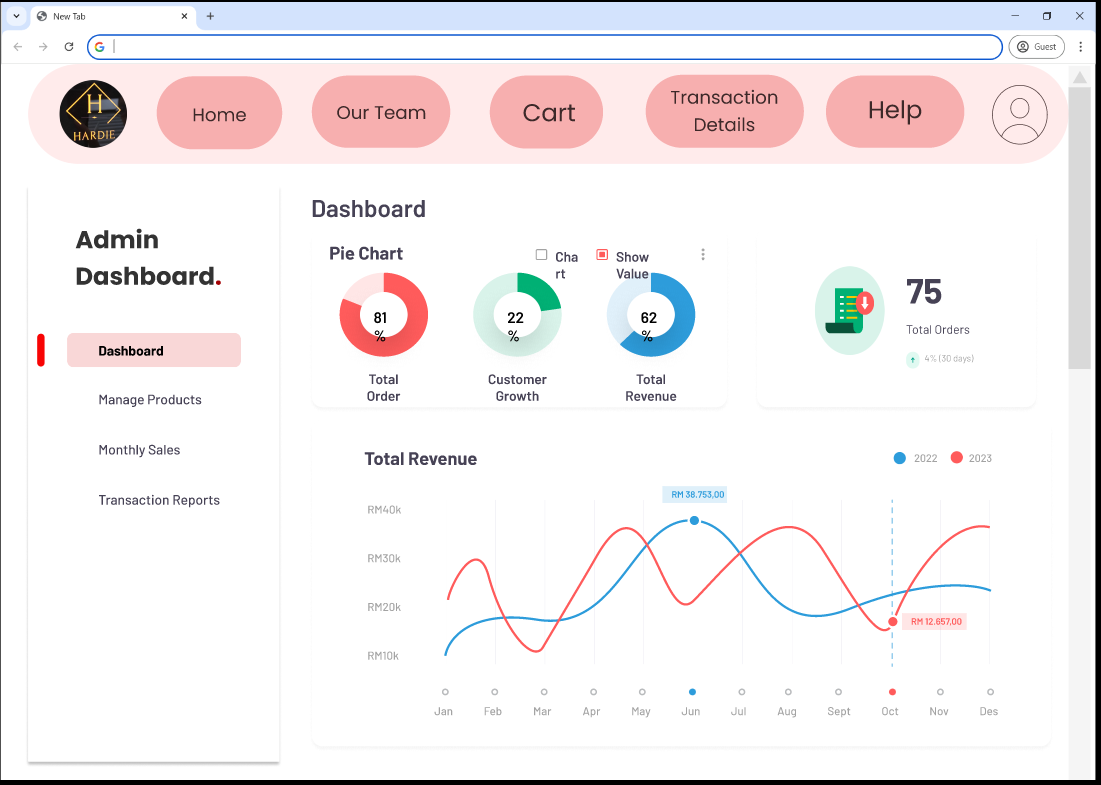 New Tab
Guest
H
HARDIE
Home
Our Team
Cart
Transaction
Details
Help
Admin
Dashboard.
Dashboard
Manage Products
Monthly Sales
Transaction Reports
Dashboard
Pie Chart
Cha
rt
Show
Value
81
%
22
%
62
%
Total
Order
Customer
Growth
Total
Revenue
75
Total Orders
4% (30 days)
Total Revenue
2022
2023
RM 38.753,00
RM40k
RM30k
RM20k
RM10k
RM 12.657,00
Jan Feb Mar Apr May Jun Jul Aug Sept Oct Nov Des